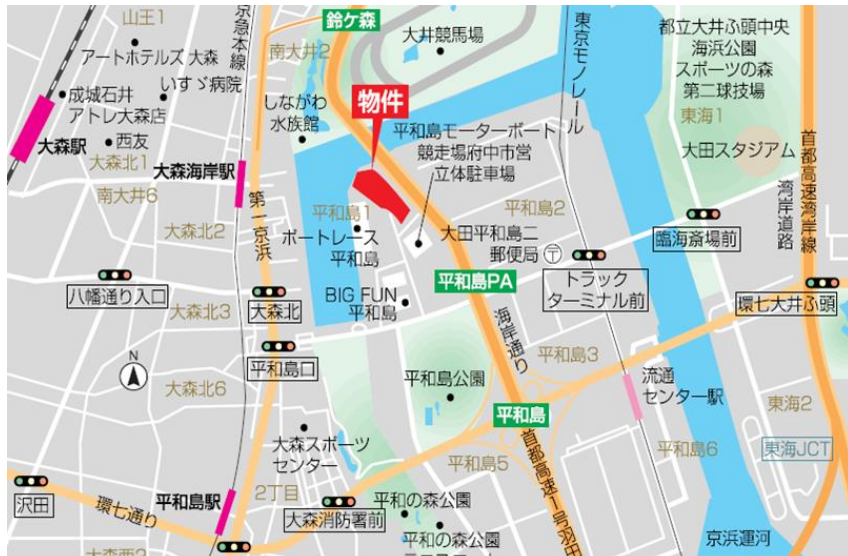 山王1
アートホテルズ 大森
いすゞ病院
成城石井
アトレ大森店
西友
大森駅
大森北1
京急本線
鈴ケ森
南大井2
しながわ
水族館
大井競馬場
物件
平和島モーターボート
競走場府中市営
立体駐車場
東京モノレール
都立大井ふ頭中央
海浜公園
スポーツの森
第二球技場
東海1
大田スタジアム
首都高速湾岸線
湾岸道路
大森海岸駅
南大井6
大森北2
第一京浜
平和島1
ボートレース
平和島
平和島2
大田平和島二
郵便局
臨海斎場前
八幡通り入口
大森北3
大森北
BIG FUN
平和島
平和島PA
トラック
ターミナル前
環七大井ふ頭
N
平和島口
大森北6
海岸通り
平和島3
平和島公園
流通
センター駅
平和島
東海2
大森スポーツ
センター
首都高速1号羽田
平和島5
平和島6
東海JCT
沢田
環七通り
平和島駅
2丁目
大森消防署前
平和の森公園
平和の森公園
京浜運河